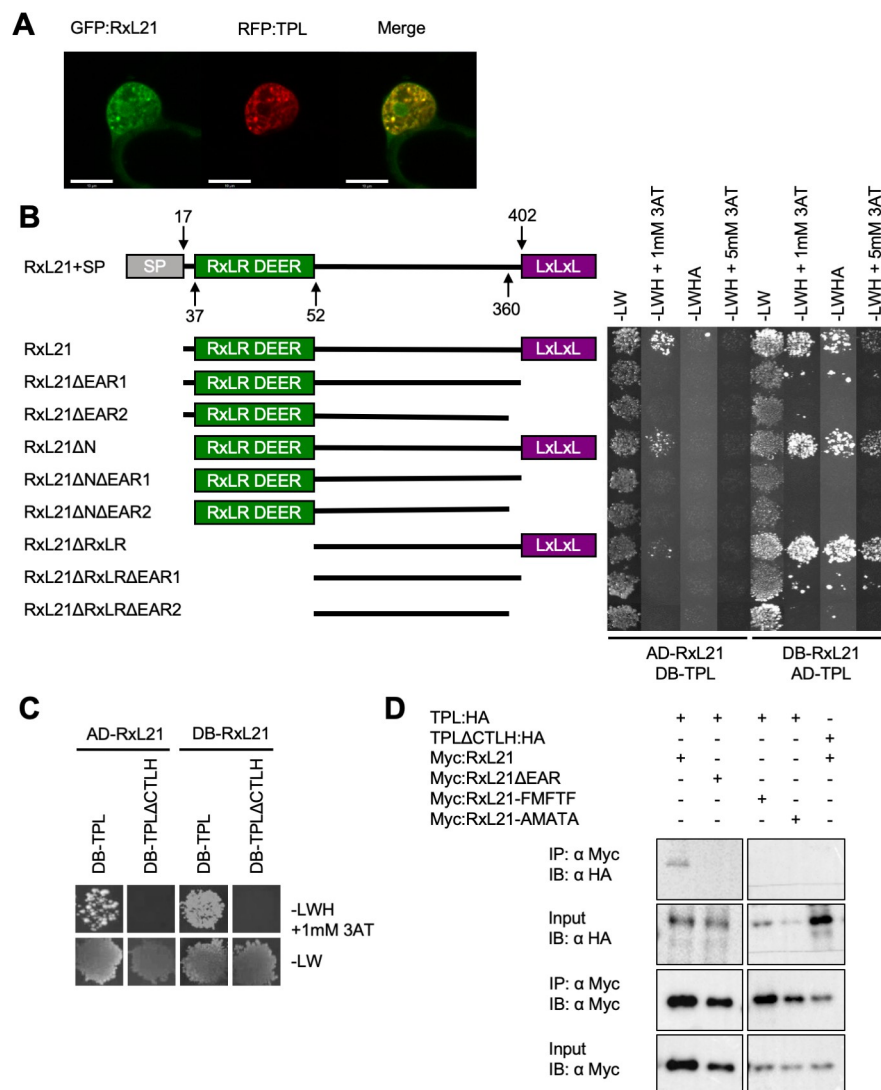 A
GFP:RxL21 RFP:TPL Merge
B
17 402
RxL21+SP SP RxLR DEER LxLxL
37 52 360
-LW -LWH + 1mM 3AT -LWHA -LWH + 5mM 3AT -LW -LWH + 1mM 3AT -LWHA -LWH + 5mM 3AT
RxL21 RxLR DEER LxLxL
RxL21ΔEAR1 RxLR DEER
RxL21ΔEAR2 RxLR DEER
RxL21ΔN RxLR DEER LxLxL
RxL21ΔNΔEAR1 RxLR DEER
RxL21ΔNΔEAR2 RxLR DEER
RxL21ΔRxLR LxLxL
RxL21ΔRxLRΔEAR1
RxL21ΔRxLRΔEAR2
AD-RxL21 DB-RxL21
DB-TPL AD-TPL
C
AD-RxL21 DB-RxL21
DB-TPL DB-TPLΔCTLH DB-TPL DB-TPLΔCTLH
-LWH
+1mM 3AT
-LW
D
TPL:HA + + + + -
TPLΔCTLH:HA - - - - +
Myc:RxL21 + - - - +
Myc:RxL21ΔEAR - + - - -
Myc:RxL21-FMFTF - - + - -
Myc:RxL21-AMATA - - - + -
IP: α Myc
IB: α HA
Input
IB: α HA
IP: α Myc
IB: α Myc
Input
IB: α Myc